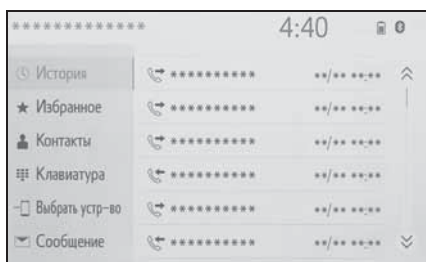 ************* 4:40
История ********** **/** **:**
Избранное ********** **/** **:**
Контакты ********** **/** **:**
Клавиатура ********** **/** **:**
Выбрать устр-во ********** **/** **:**
Сообщение ********** **/** **:**